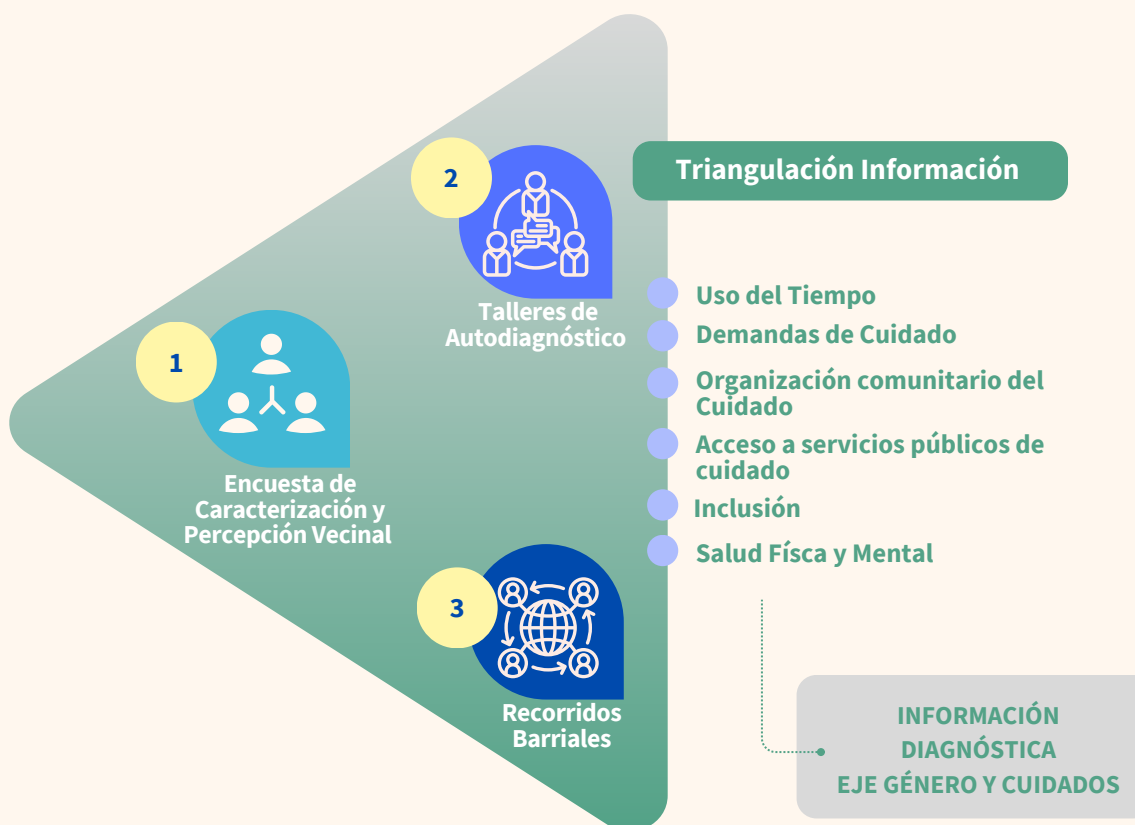 1
Encuesta de
Caracterización y
Percepción Vecinal
2
Talleres de
Autodiagnóstico
3
Recorridos
Barriales
Triangulación Información
Uso del Tiempo
Demandas de Cuidado
Organización comunitario del
Cuidado
Acceso a servicios públicos de
cuidado
Inclusión
Salud Físca y Mental
INFORMACIÓN
DIAGNÓSTICA
EJE GÉNERO Y CUIDADOS